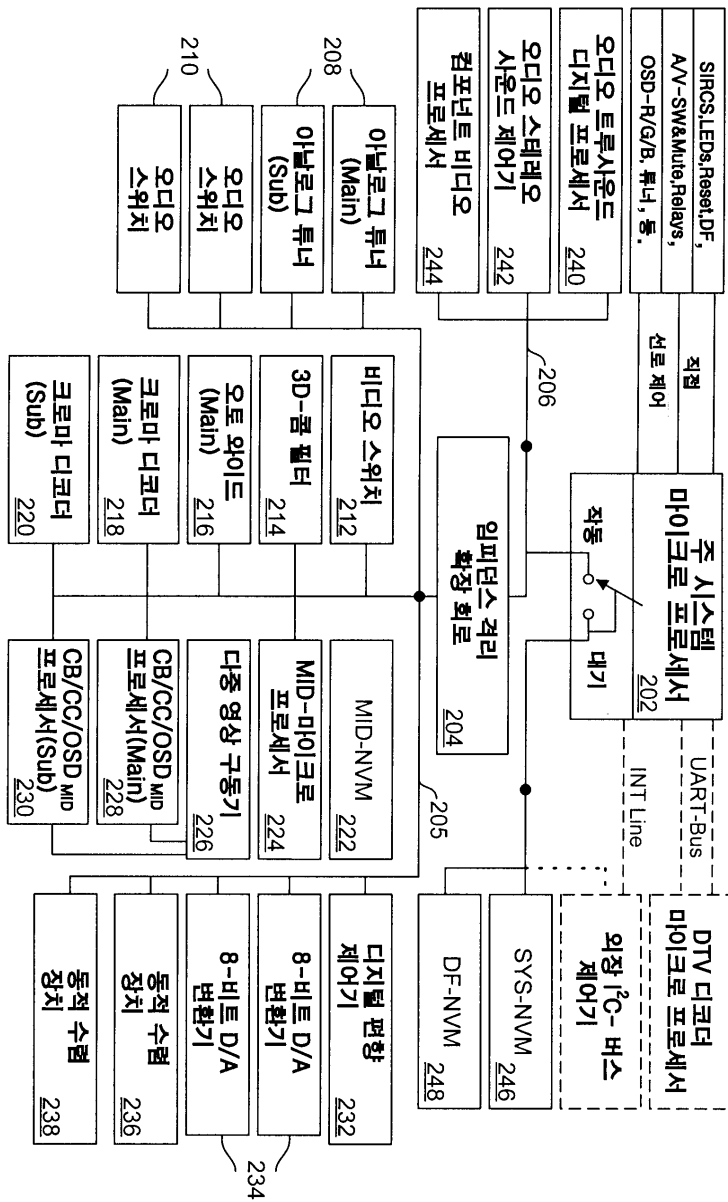 SIRCS,LEDs,Reset,DF,
A/V-SW&Mute,Relays,
OSD-R/G/B, 튜너, 등.
직접
선로 제어
주 시스템
마이크로 프로세서
202
작동
대기
UART-Bus
INT Line
DTV 디코더
마이크로 프로세서
외장 I²C-버스
제어기
오디오 트루사운드
디지털 프로세서
240
오디오 스테레오
사운드 제어기
242
컴포넌트 비디오
프로세서
244
206
임피던스 격리
확장 회로
204
SYS-NVM
246
DF-NVM
248
205
208
210
아날로그 튜너
(Main)
아날로그 튜너
(Sub)
오디오
스위치
오디오
스위치
비디오 스위치
212
3D-콤 필터
214
오토 와이드
(Main)
216
크로마 디코더
(Main)
218
크로마 디코더
(Sub)
220
MID-NVM
222
MID-마이크로
프로세서
224
다중 영상 구동기
226
CB/CC/OSD MID
프로세서(Main)
228
CB/CC/OSD MID
프로세서(Sub)
230
디지털 편향
제어기
232
8-비트 D/A
변환기
8-비트 D/A
변환기
234
동적 수렴
장치
236
동적 수렴
장치
238